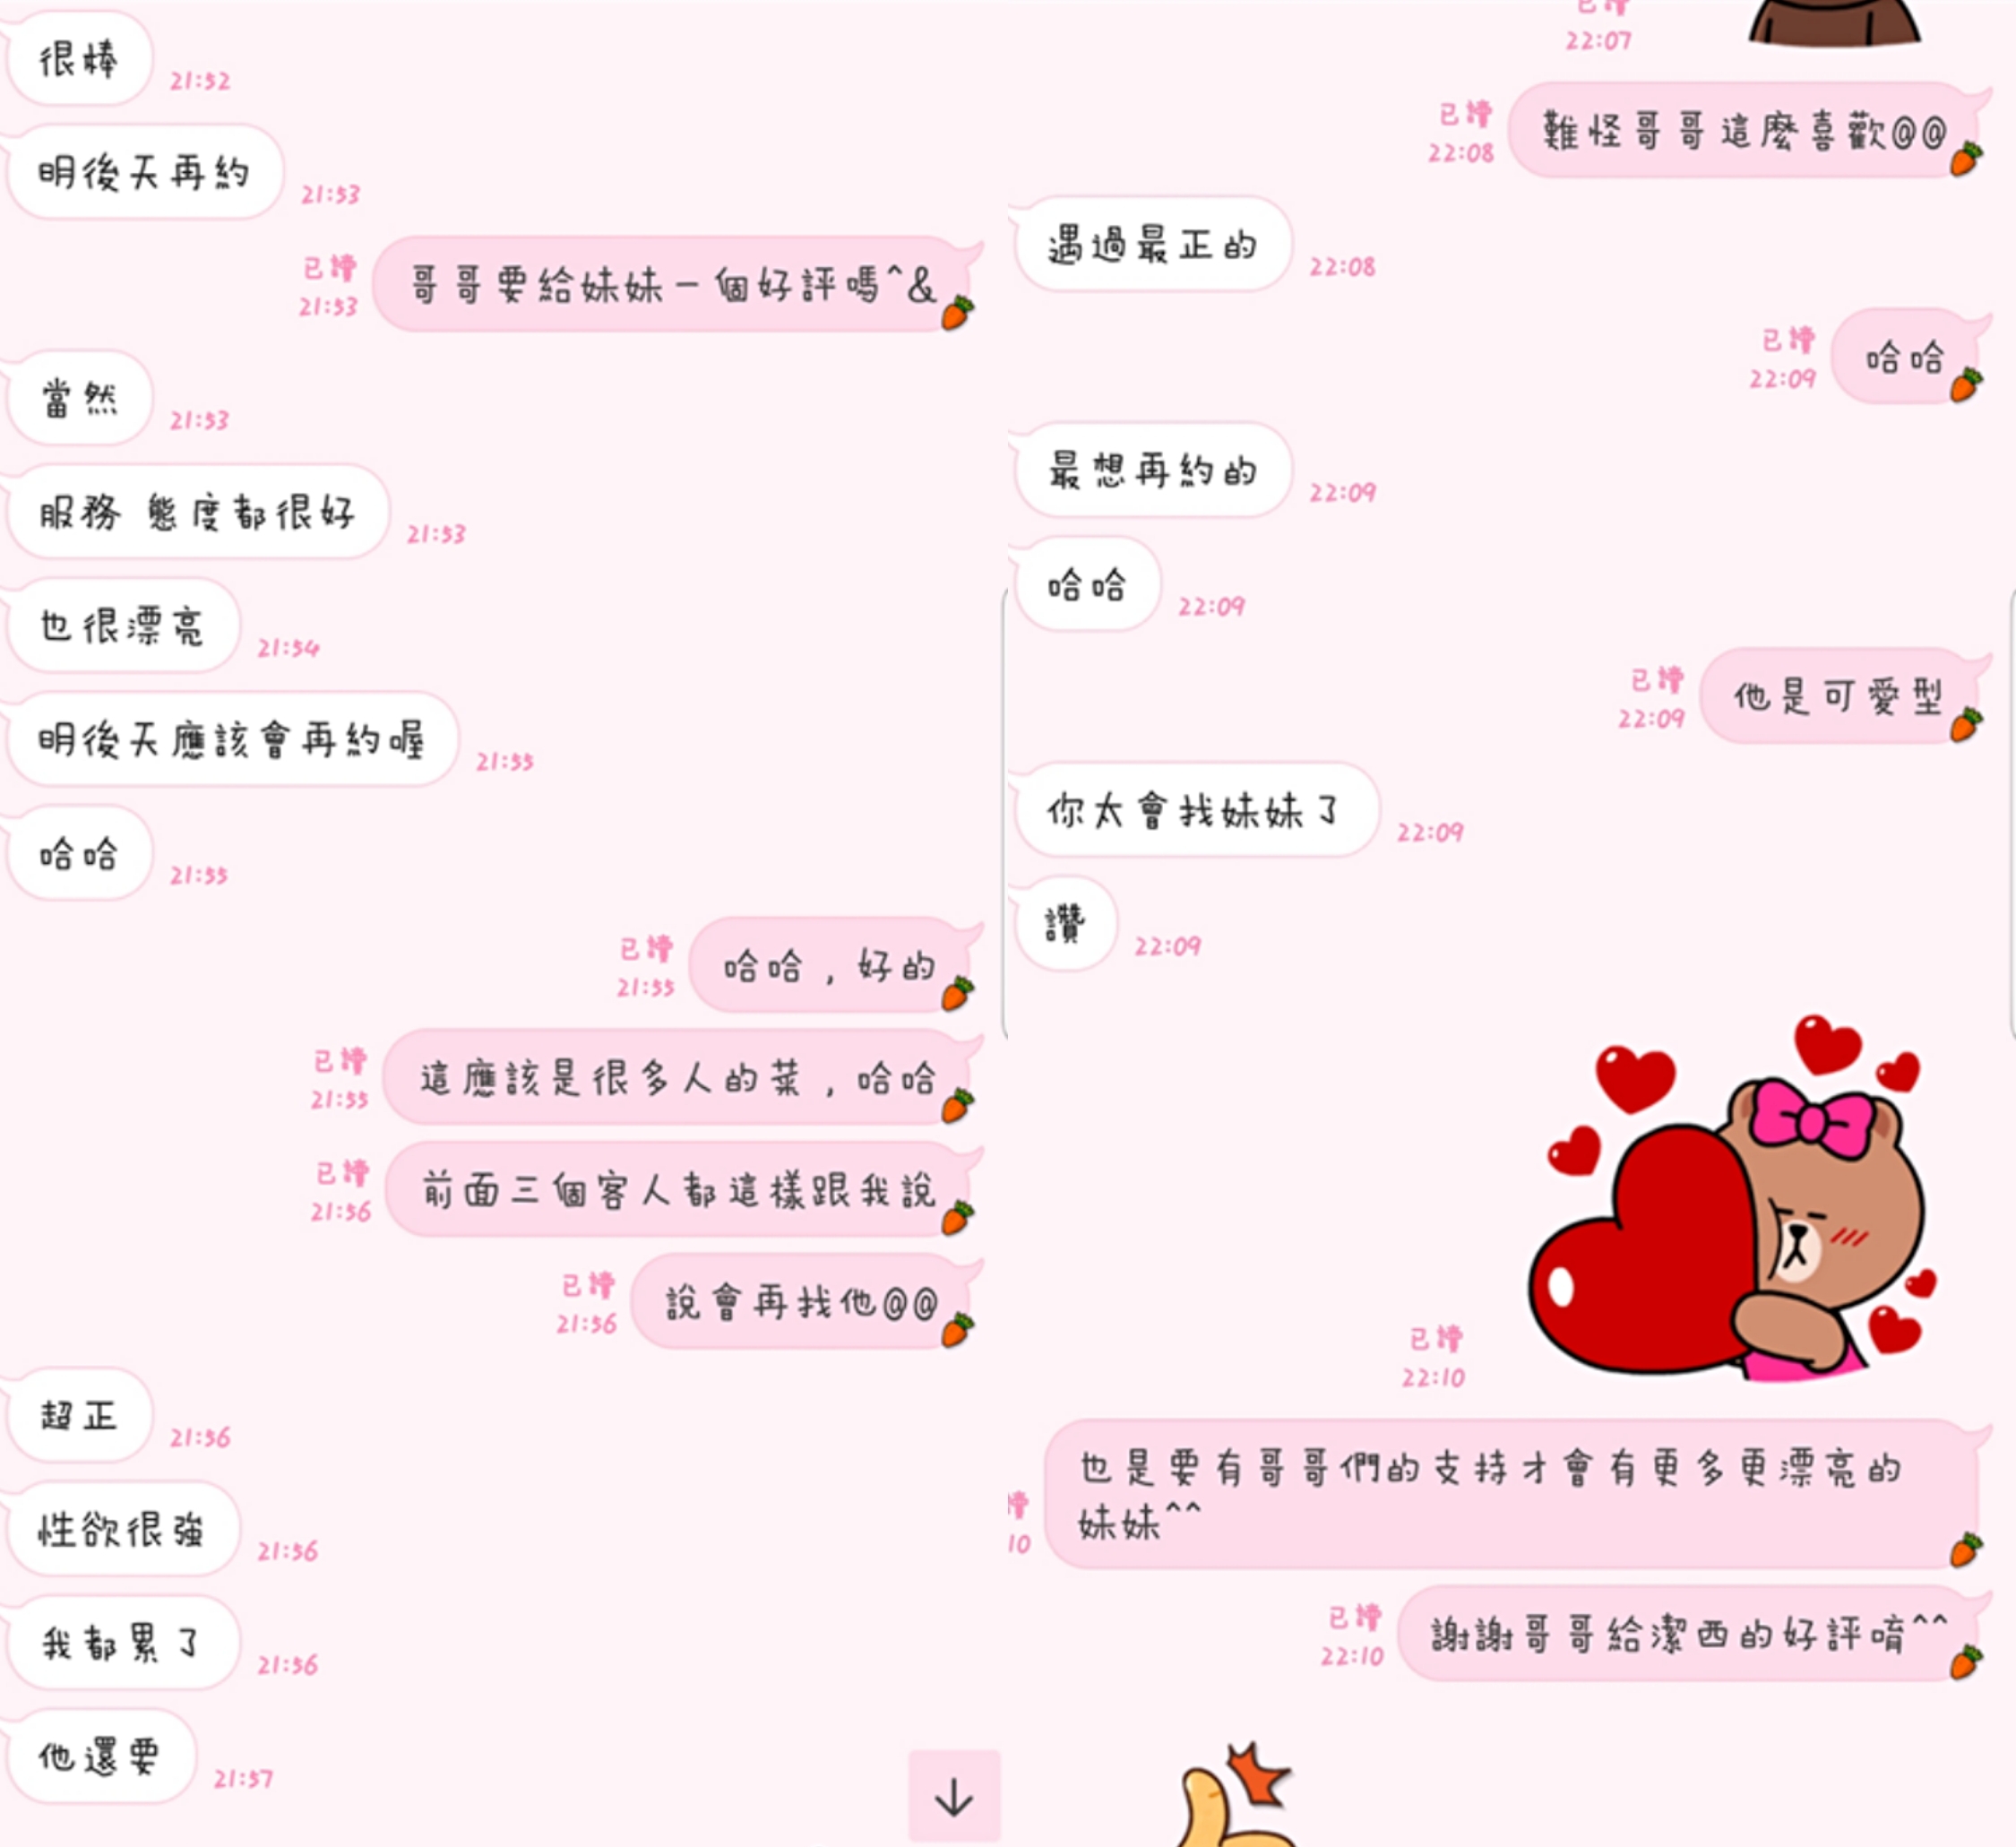 很棒
21:52
明後天再約
21:53
已讀
21:53
哥哥要給妹妹一個好評嗎^&
當然
21:53
服務 態度都很好
21:53
也很漂亮
21:54
明後天應該會再約喔
21:55
哈哈
21:55
已讀
21:55
哈哈，好的
已讀
21:55
這應該是很多人的菜，哈哈
已讀
21:56
前面三個客人都這樣跟我說
已讀
21:56
說會再找他@@
超正
21:56
性欲很強
21:56
我都累了
21:56
他還要
21:57
已讀
22:07
已讀
22:08
難怪哥哥這麼喜歡@@
遇過最正的
22:08
已讀
22:09
哈哈
最想再約的
22:09
哈哈
22:09
已讀
22:09
他是可愛型
你太會找妹妹了
22:09
讚
22:09
已讀
22:10
讀
10
也是要有哥哥們的支持才會有更多更漂亮的
妹妹^^
已讀
22:10
謝謝哥哥給潔西的好評唷^^